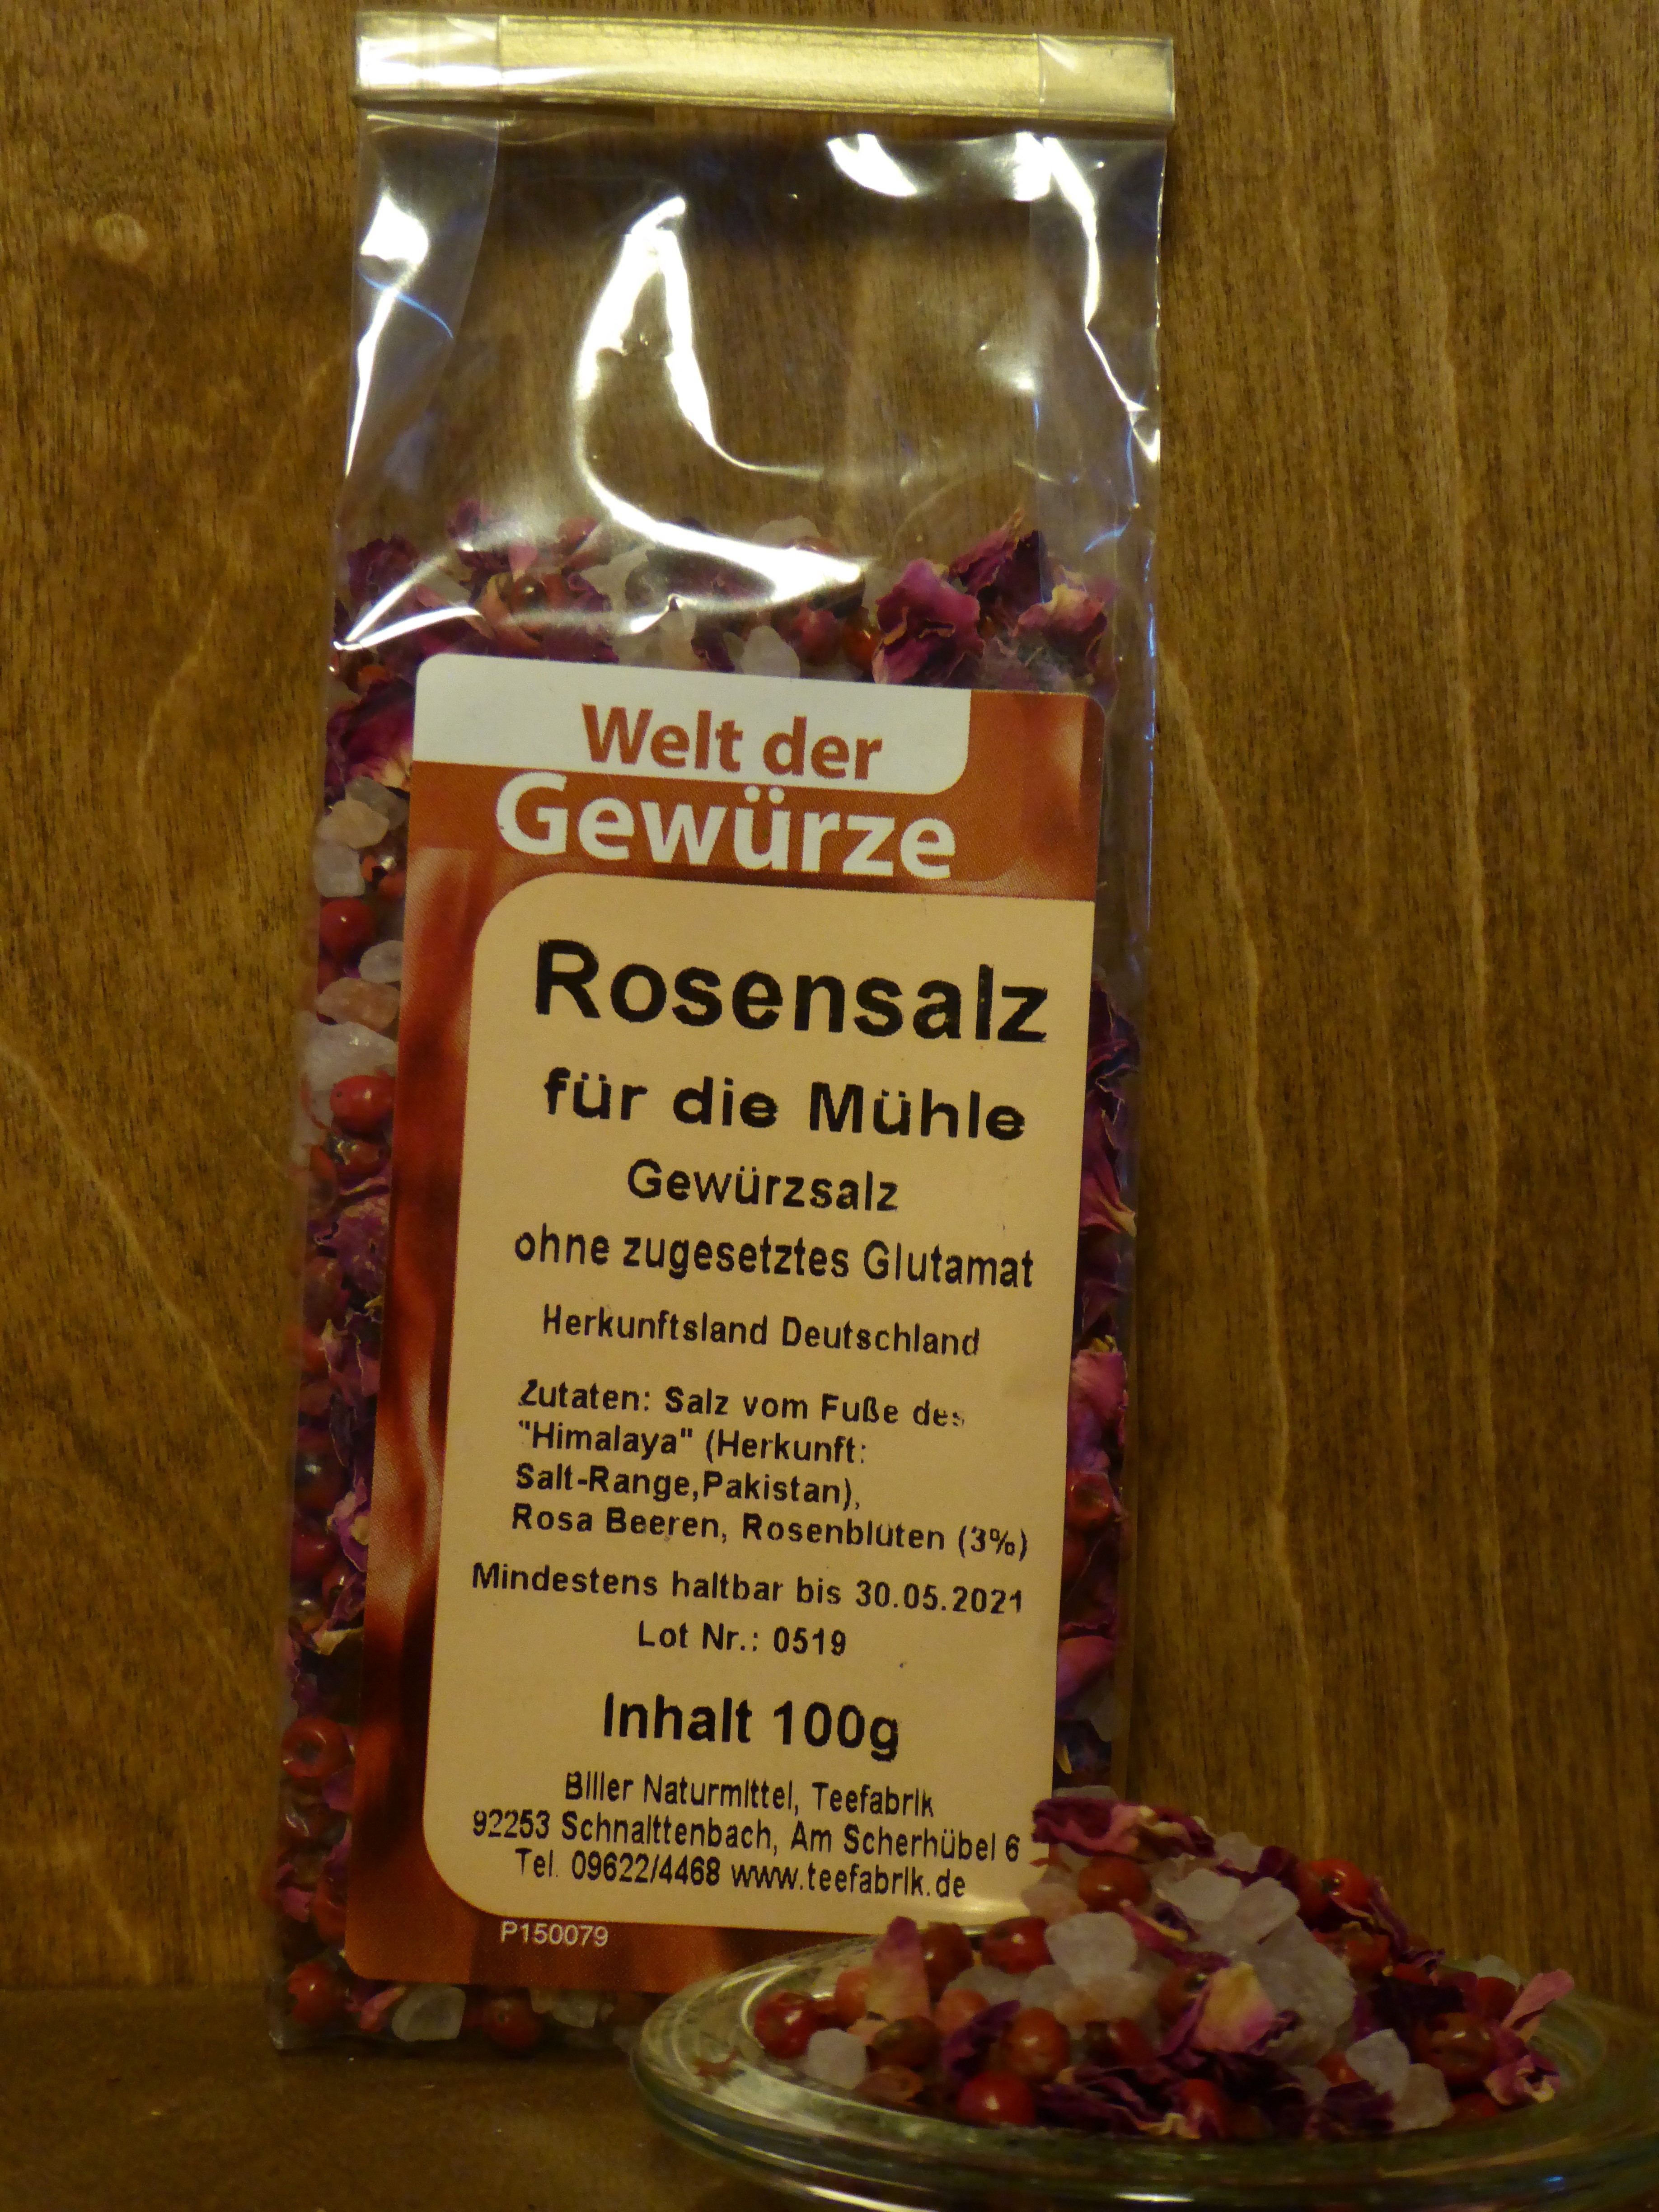 Welt der
Gewürze
Rosensalz
für die Mühle
Gewürzsalz
ohne zugesetztes Glutamat
Herkunftsland Deutschland
Zutaten: Salz vom Fuße des
"Himalaya" (Herkunft:
Salt-Range,Pakistan),
Rosa Beeren, Rosenblüten (3%)
Mindestens haltbar bis 30.05.2021
Lot Nr.: 0519
Inhalt 100g
Biller Naturmittel, Teefabrik
92253 Schnaittenbach, Am Scherhübel 6
Tel. 09622/4468 www.teefabrik.de
P150079